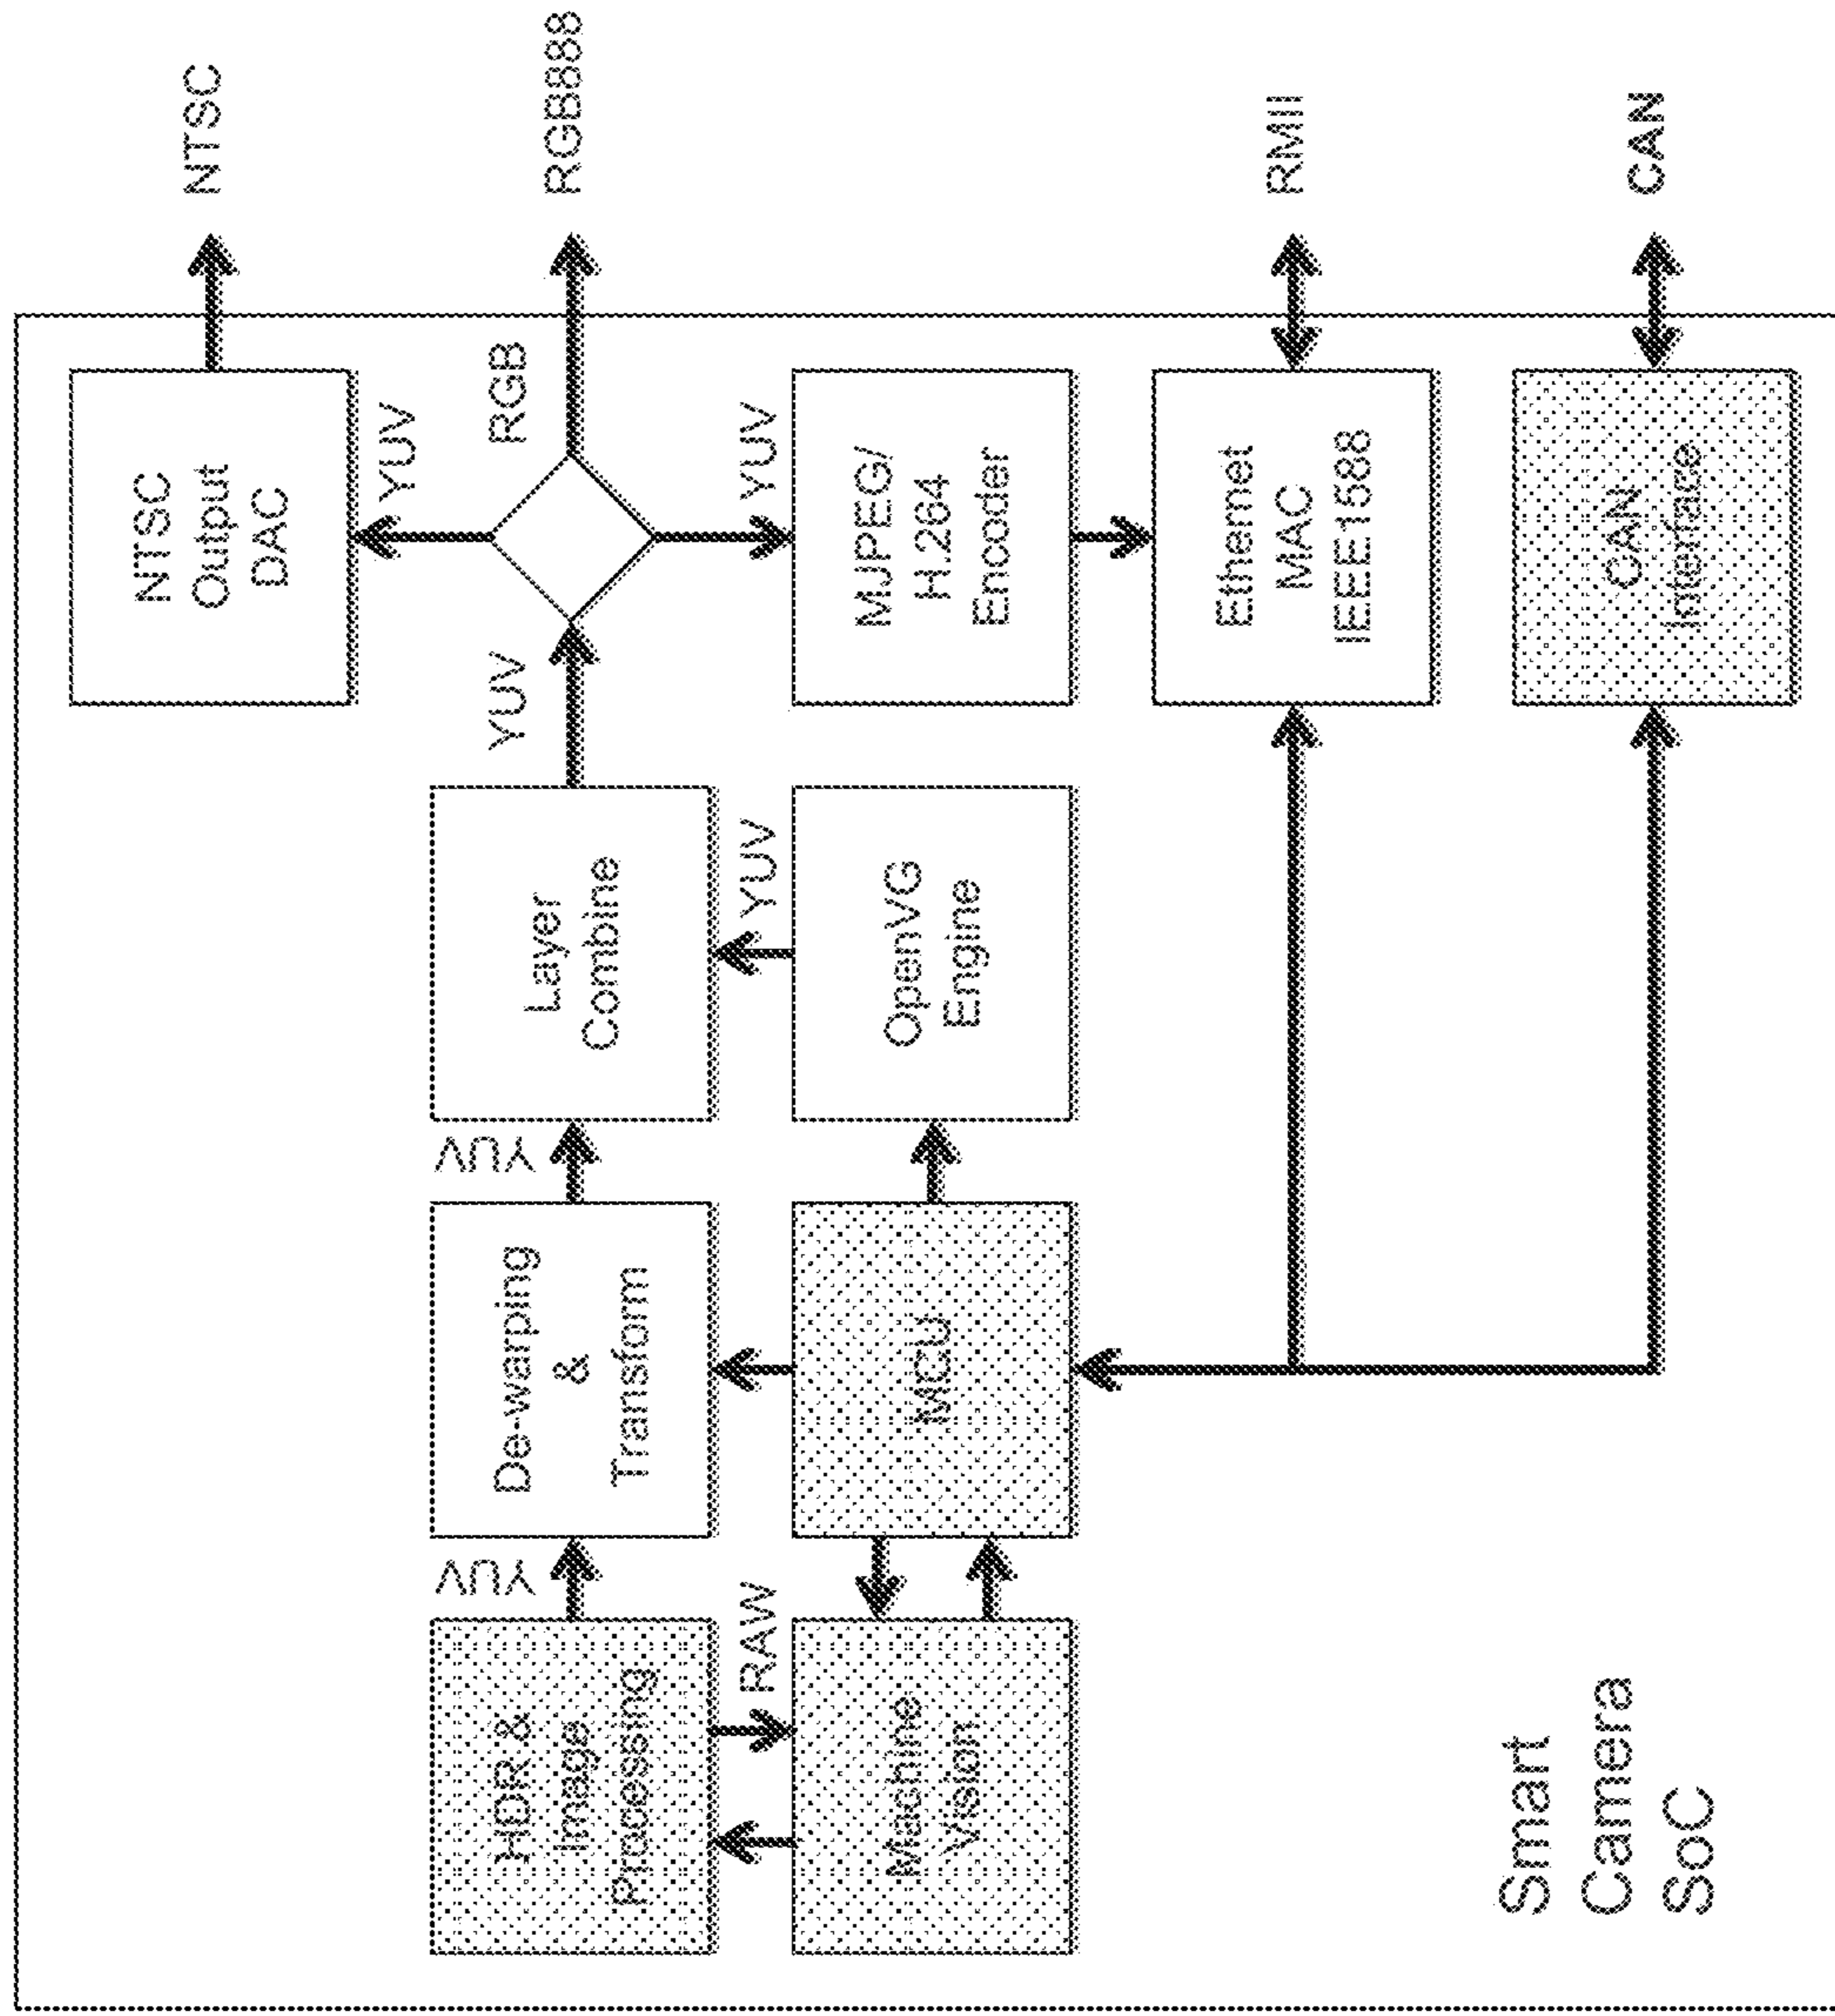 NTSC
RGB888
RMII
CAN
NTSC
Output
DAC
YUV
RGB
YUV
YUV
MJPEG/
H.264
Encoder
Ethernet
MAC
IEEE1588
CAN
Interface
Layer
Combine
YUV
OpenVG
Engine
YUV
De-warping
&
Transform
MCU
YUV
HDR &
Image
Processing
RAW
Machine
Vision
Smart
Camera
SoC